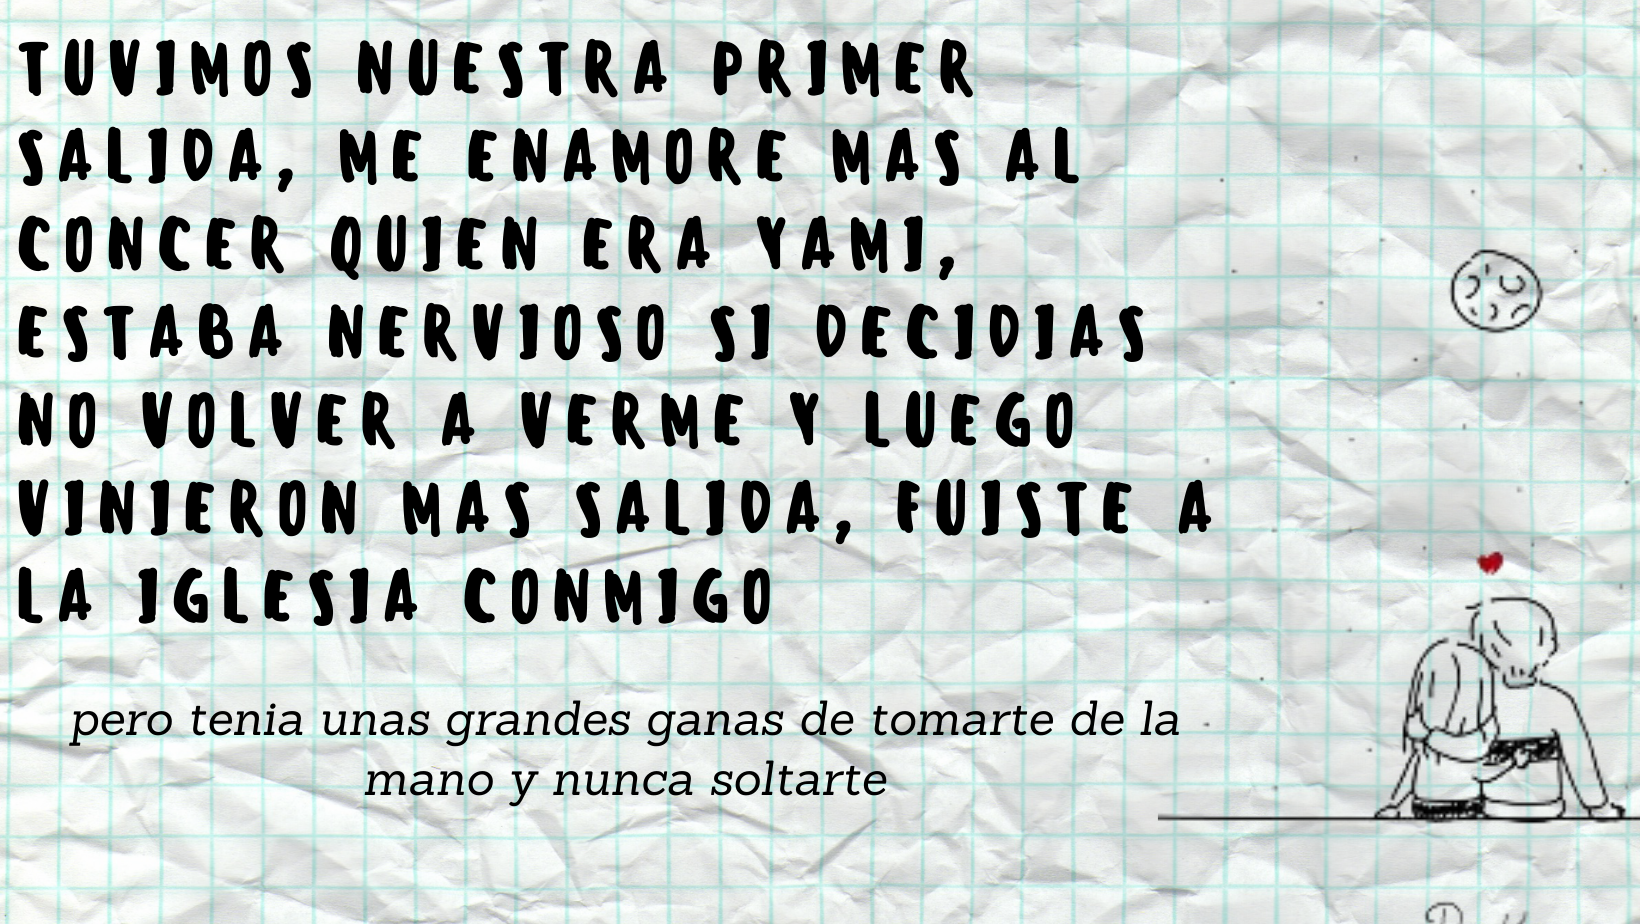 TUVIMOS NUESTRA PRIMER
SALIDA, ME ENAMORE MAS AL
CONCER QUIEN ERA YAMI,
ESTABA NERVIOSO SI DECIDIAS
NO VOLVER A VERME Y LUEGO
VINIERON MAS SALIDA, FUISTE A
LA IGLESIA CONMIGO
pero tenia unas grandes ganas de tomarte de la
mano y nunca soltarte